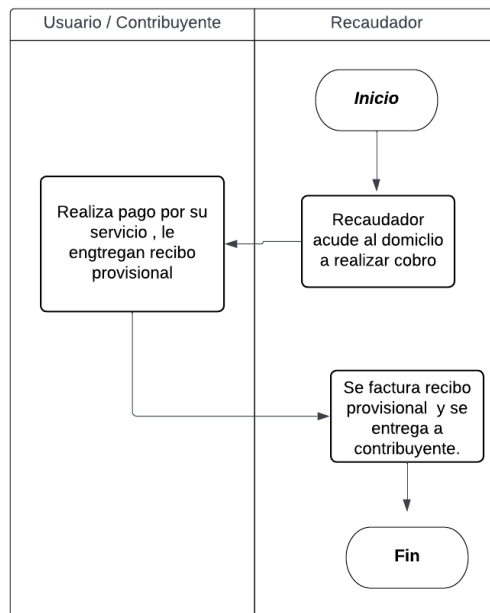 Usuario / Contribuyente
Recaudador
Inicio
Recaudador
acude al domiclio
a realizar cobro
Realiza pago por su
servicio , le
engtregan recibo
provisional
Se factura recibo
provisional y se
entrega a
contribuyente.
Fin